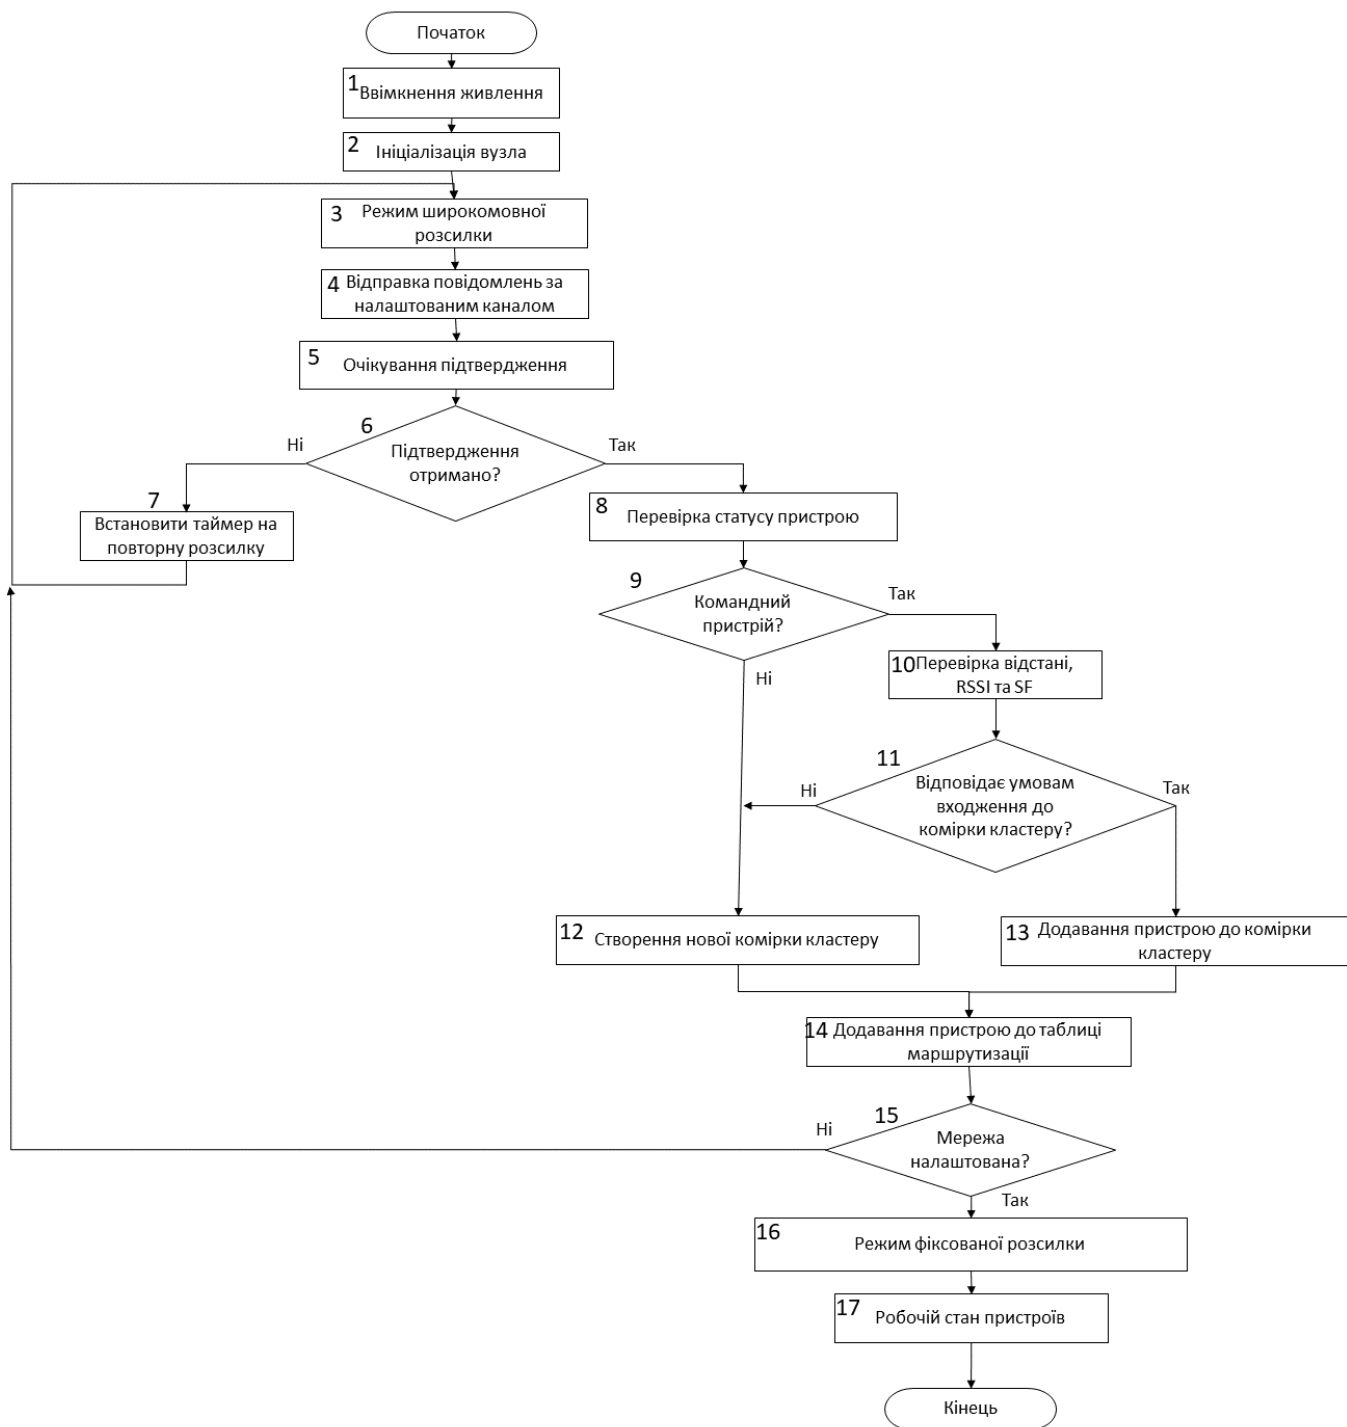 Початок
1
Ввімкнення живлення
2
Ініціалізація вузла
3
Режим широкомовної
розсилки
4
Відправка повідомлень за
налаштованим каналом
5
Очікування підтвердження
6
Ні
Так
Підтвердження
отримано?
7
Встановити таймер на
повторну розсилку
8
Перевірка статусу пристрою
9
Так
Командний
пристрій?
Ні
10
Перевірка відстані,
RSSI та SF
11
Ні
Так
Відповідає умовам
входження до
комірки кластеру?
12
Створення нової комірки кластеру
13
Додавання пристрою до комірки
кластеру
14
Додавання пристрою до таблиці
маршрутизації
15
Ні
Мережа
налаштована?
Так
16
Режим фіксованої розсилки
17
Робочій стан пристроїв
Кінець